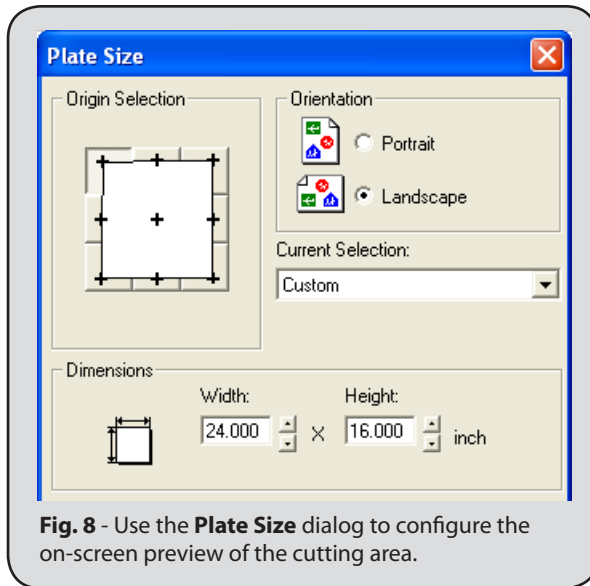 Plate Size
Origin Selection
Orientation
Portrait
Landscape
Current Selection:
Custom
Dimensions
Width:
Height:
24.000 X 16.000 inch
Fig. 8 - Use the Plate Size dialog to configure the
on-screen preview of the cutting area.